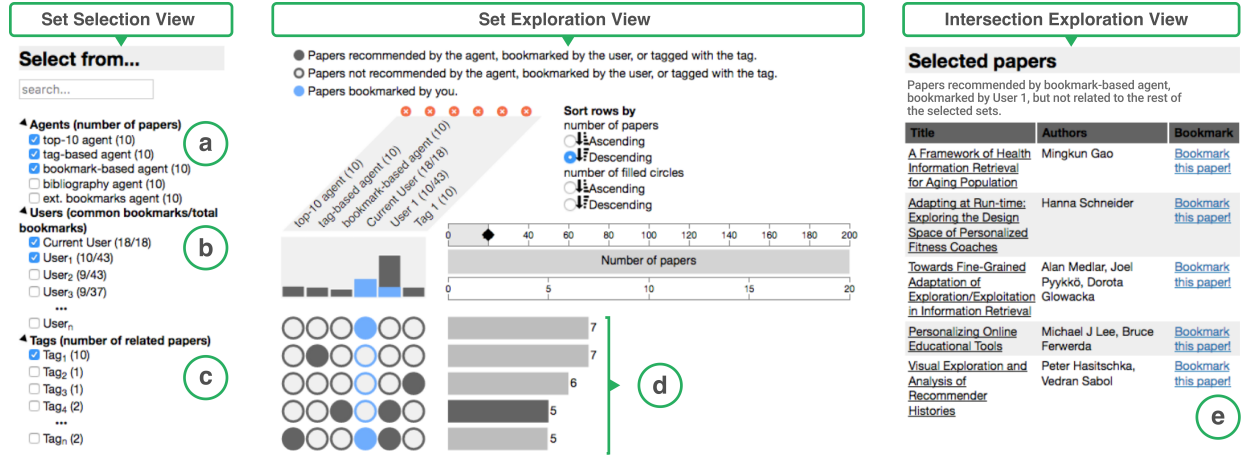 Set Selection View
Set Exploration View
Intersection Exploration View
Select from...
search...
Agents (number of papers)
top-10 agent (10)
tag-based agent (10)
bookmark-based agent (10)
bibliography agent (10)
ext. bookmarks agent (10)
a
Users (common bookmarks/total
bookmarks)
Current User (18/18)
User1 (10/43)
User2 (9/43)
User3 (9/37)
...
Usern
b
Tags (number of related papers)
Tag1 (10)
Tag2 (1)
Tag3 (1)
Tag4 (2)
...
Tagn (2)
c
Papers recommended by the agent, bookmarked by the user, or tagged with the tag.
Papers not recommended by the agent, bookmarked by the user, or tagged with the tag.
Papers bookmarked by you.
top-10 agent (10)
tag-based agent (10)
bookmark-based agent (10)
Current User (18/18)
User 1 (10/43)
Tag 1 (10)
Sort rows by
number of papers
Ascending
Descending
number of filled circles
Ascending
Descending
0 40 60 80 100 120 140 160 180 200
Number of papers
0 5 10 15 20
7
7
6
5
5
d
Selected papers
Papers recommended by bookmark-based agent,
bookmarked by User 1, but not related to the rest of
the selected sets.
Title Authors Bookmark
A Framework of Health Mingkun Gao Bookmark
Information Retrieval this paper!
for Aging Population
Adapting at Run-time: Hanna Schneider Bookmark
Exploring the Design this paper!
Space of Personalized
Fitness Coaches
Towards Fine-Grained Alan Medlar, Joel Bookmark
Adaptation of Pyykkö, Dorota this paper!
Exploration/Exploitation Glowacka
in Information Retrieval
Personalizing Online Michael J Lee, Bruce Bookmark
Educational Tools Ferwerda this paper!
Visual Exploration and Peter Hasitschka, Bookmark
Analysis of Vedran Sabol this paper!
Recommender
Histories
e